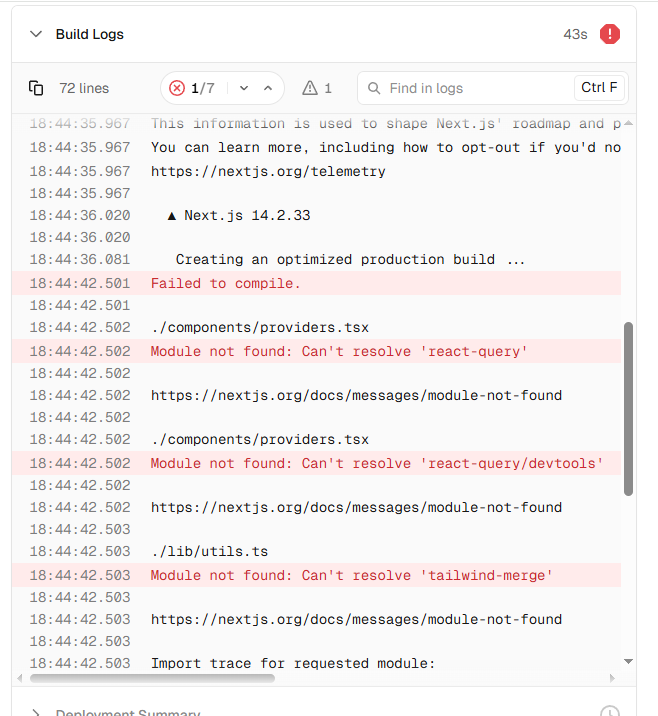 Build Logs 43s
72 lines 1/7 1 Find in logs Ctrl F
18:44:35.967 This information is used to shape Next.js' roadmap and p
18:44:35.967 You can learn more, including how to opt-out if you'd no
18:44:35.967 https://nextjs.org/telemetry
18:44:35.967
18:44:36.020 ▲ Next.js 14.2.33
18:44:36.020
18:44:36.081 Creating an optimized production build ...
18:44:42.501 Failed to compile.
18:44:42.501
18:44:42.502 ./components/providers.tsx
18:44:42.502 Module not found: Can't resolve 'react-query'
18:44:42.502
18:44:42.502 https://nextjs.org/docs/messages/module-not-found
18:44:42.502
18:44:42.502 ./components/providers.tsx
18:44:42.502 Module not found: Can't resolve 'react-query/devtools'
18:44:42.502
18:44:42.502 https://nextjs.org/docs/messages/module-not-found
18:44:42.503
18:44:42.503 ./lib/utils.ts
18:44:42.503 Module not found: Can't resolve 'tailwind-merge'
18:44:42.503
18:44:42.503 https://nextjs.org/docs/messages/module-not-found
18:44:42.503
18:44:42.503 Import trace for requested module:
Deployment Summary